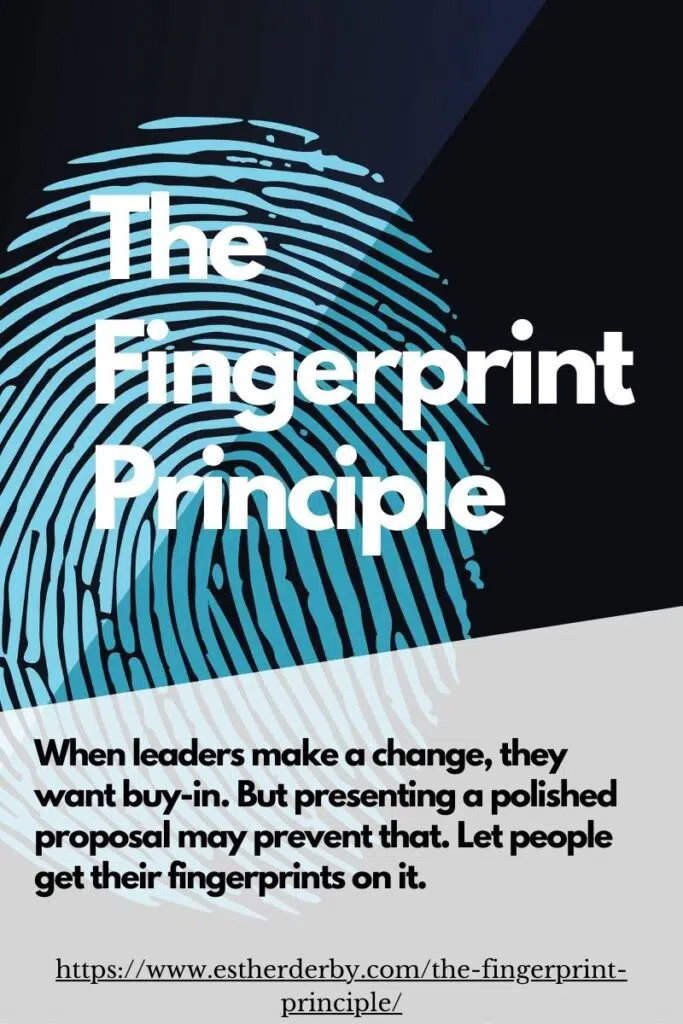 The
Fingerprint
Principle
When leaders make a change, they
want buy-in. But presenting a polished
proposal may prevent that. Let people
get their fingerprints on it.
https://www.estherderby.com/the-fingerprint-
principle/